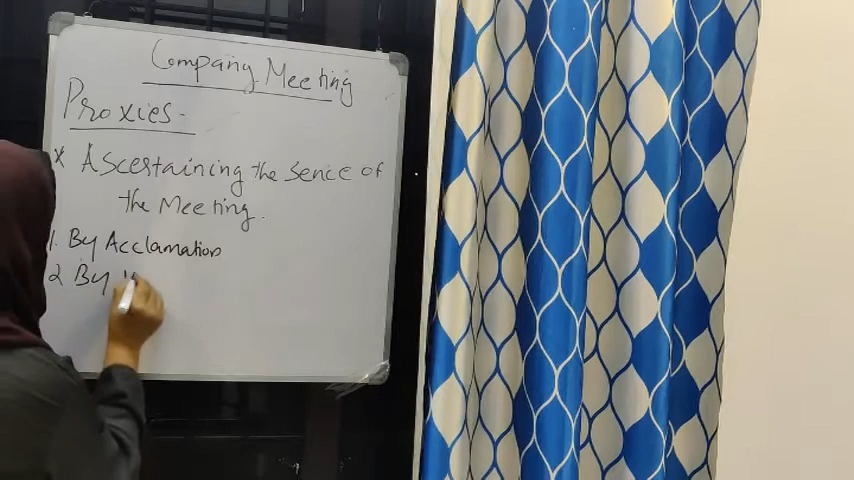 Company Meeting
Proxies -
* Ascertaining the Sence of
the Meeting.
1. By Acclamation
2 By